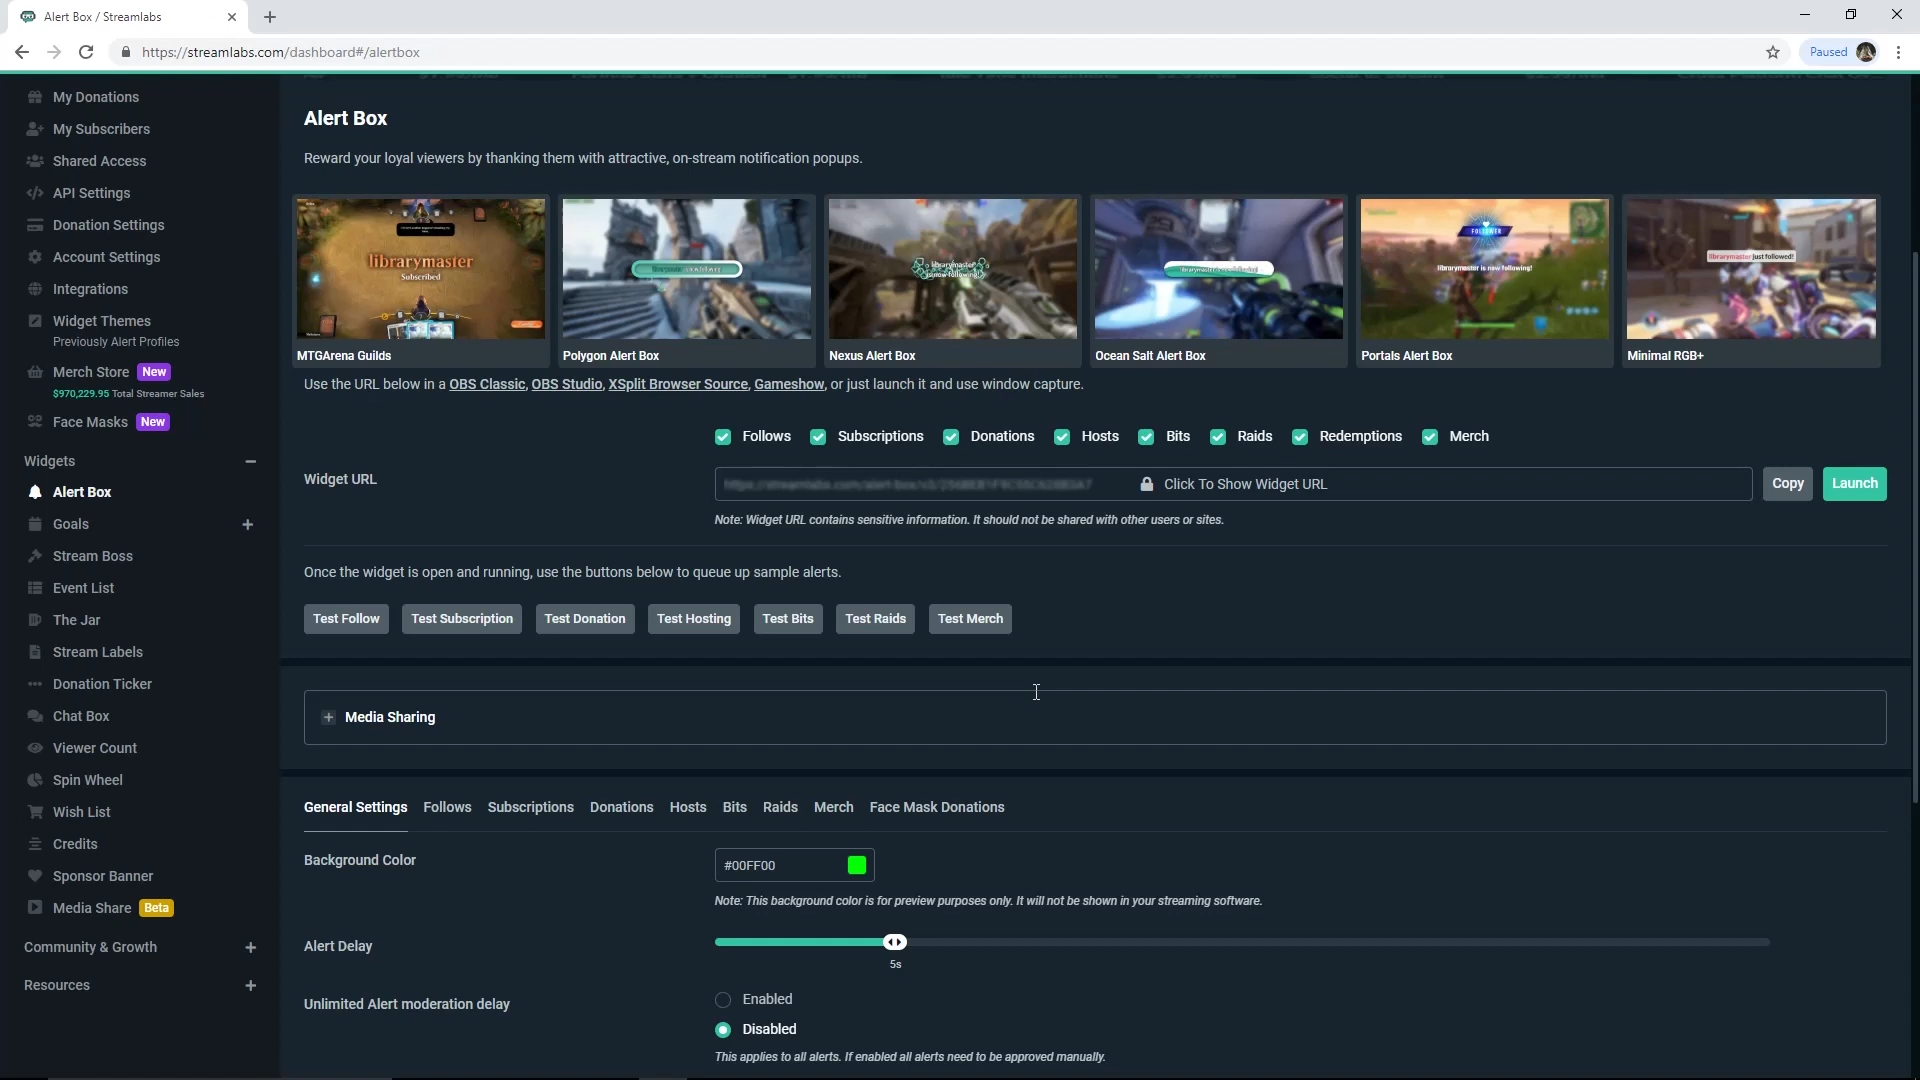 Alert Box / Streamlabs
https://streamlabs.com/dashboard#/alertbox
Paused
My Donations
My Subscribers
Shared Access
API Settings
Donation Settings
Account Settings
Integrations
Widget Themes
Previously Alert Profiles
Merch Store New
$970,229.95 Total Streamer Sales
Face Masks New
Widgets
Alert Box
Goals
Stream Boss
Event List
The Jar
Stream Labels
Donation Ticker
Chat Box
Viewer Count
Spin Wheel
Wish List
Credits
Sponsor Banner
Media Share Beta
Community & Growth
Resources
Alert Box
Reward your loyal viewers by thanking them with attractive, on-stream notification popups.
librarymaster
Subscribed
librarymaster
is now following!
FOLLOWER
librarymaster is now following!
librarymaster just followed!
MTGArena Guilds
Polygon Alert Box
Nexus Alert Box
Ocean Salt Alert Box
Portals Alert Box
Minimal RGB+
Use the URL below in a OBS Classic, OBS Studio, XSplit Browser Source, Gameshow, or just launch it and use window capture.
Follows Subscriptions Donations Hosts Bits Raids Redemptions Merch
Widget URL
Click To Show Widget URL
Copy
Launch
Note: Widget URL contains sensitive information. It should not be shared with other users or sites.
Once the widget is open and running, use the buttons below to queue up sample alerts.
Test Follow Test Subscription Test Donation Test Hosting Test Bits Test Raids Test Merch
Media Sharing
General Settings Follows Subscriptions Donations Hosts Bits Raids Merch Face Mask Donations
Background Color
#00FF00
Note: This background color is for preview purposes only. It will not be shown in your streaming software.
Alert Delay
5s
Unlimited Alert moderation delay
Enabled
Disabled
This applies to all alerts. If enabled all alerts need to be approved manually.